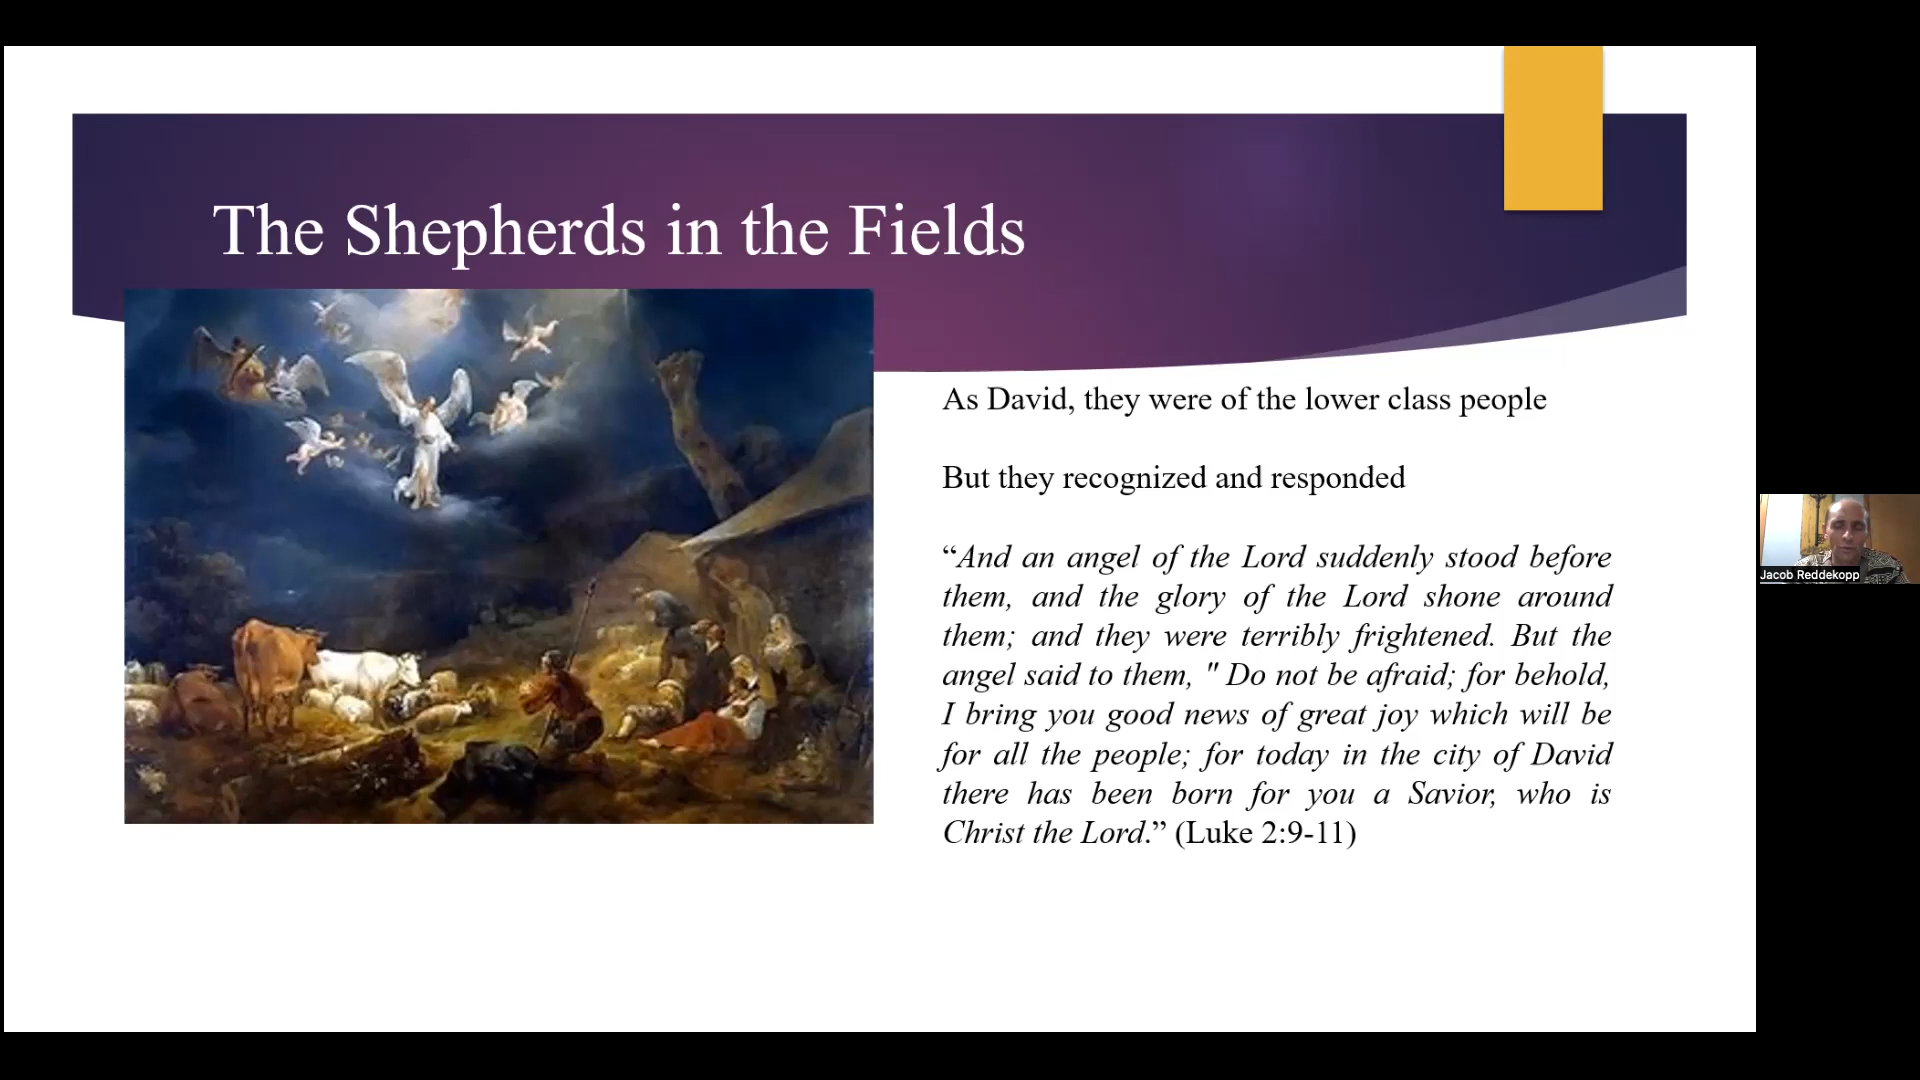 The Shepherds in the Fields
As David, they were of the lower class people
But they recognized and responded
“And an angel of the Lord suddenly stood before
them, and the glory of the Lord shone around
them; and they were terribly frightened. But the
angel said to them, " Do not be afraid; for behold,
I bring you good news of great joy which will be
for all the people; for today in the city of David
there has been born for you a Savior, who is
Christ the Lord.” (Luke 2:9-11)
Jacob Reddekopp